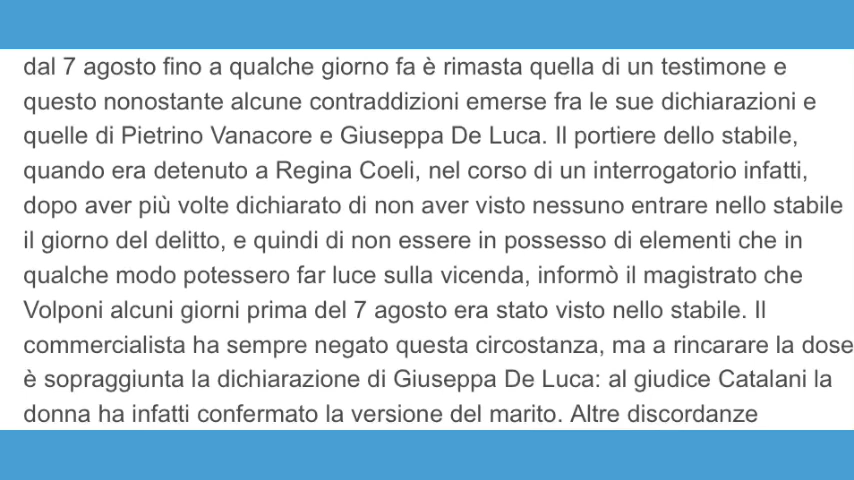 dal 7 agosto fino a qualche giorno fa è rimasta quella di un testimone e
questo nonostante alcune contraddizioni emerse fra le sue dichiarazioni e
quelle di Pietrino Vanacore e Giuseppa De Luca. Il portiere dello stabile,
quando era detenuto a Regina Coeli, nel corso di un interrogatorio infatti,
dopo aver più volte dichiarato di non aver visto nessuno entrare nello stabile
il giorno del delitto, e quindi di non essere in possesso di elementi che in
qualche modo potessero far luce sulla vicenda, informò il magistrato che
Volponi alcuni giorni prima del 7 agosto era stato visto nello stabile. Il
commercialista ha sempre negato questa circostanza, ma a rincarare la dose
è sopraggiunta la dichiarazione di Giuseppa De Luca: al giudice Catalani la
donna ha infatti confermato la versione del marito. Altre discordanze